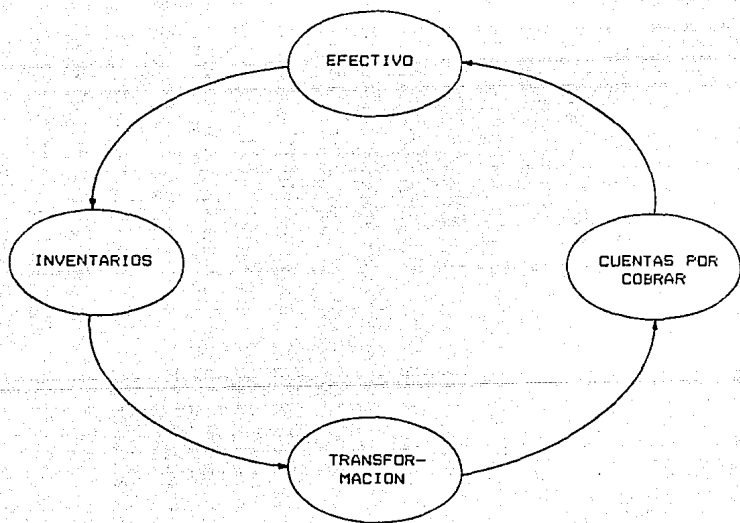 EFECTIVO
INVENTARIOS
CUENTAS POR
COBRAR
TRANSFOR-
MACION